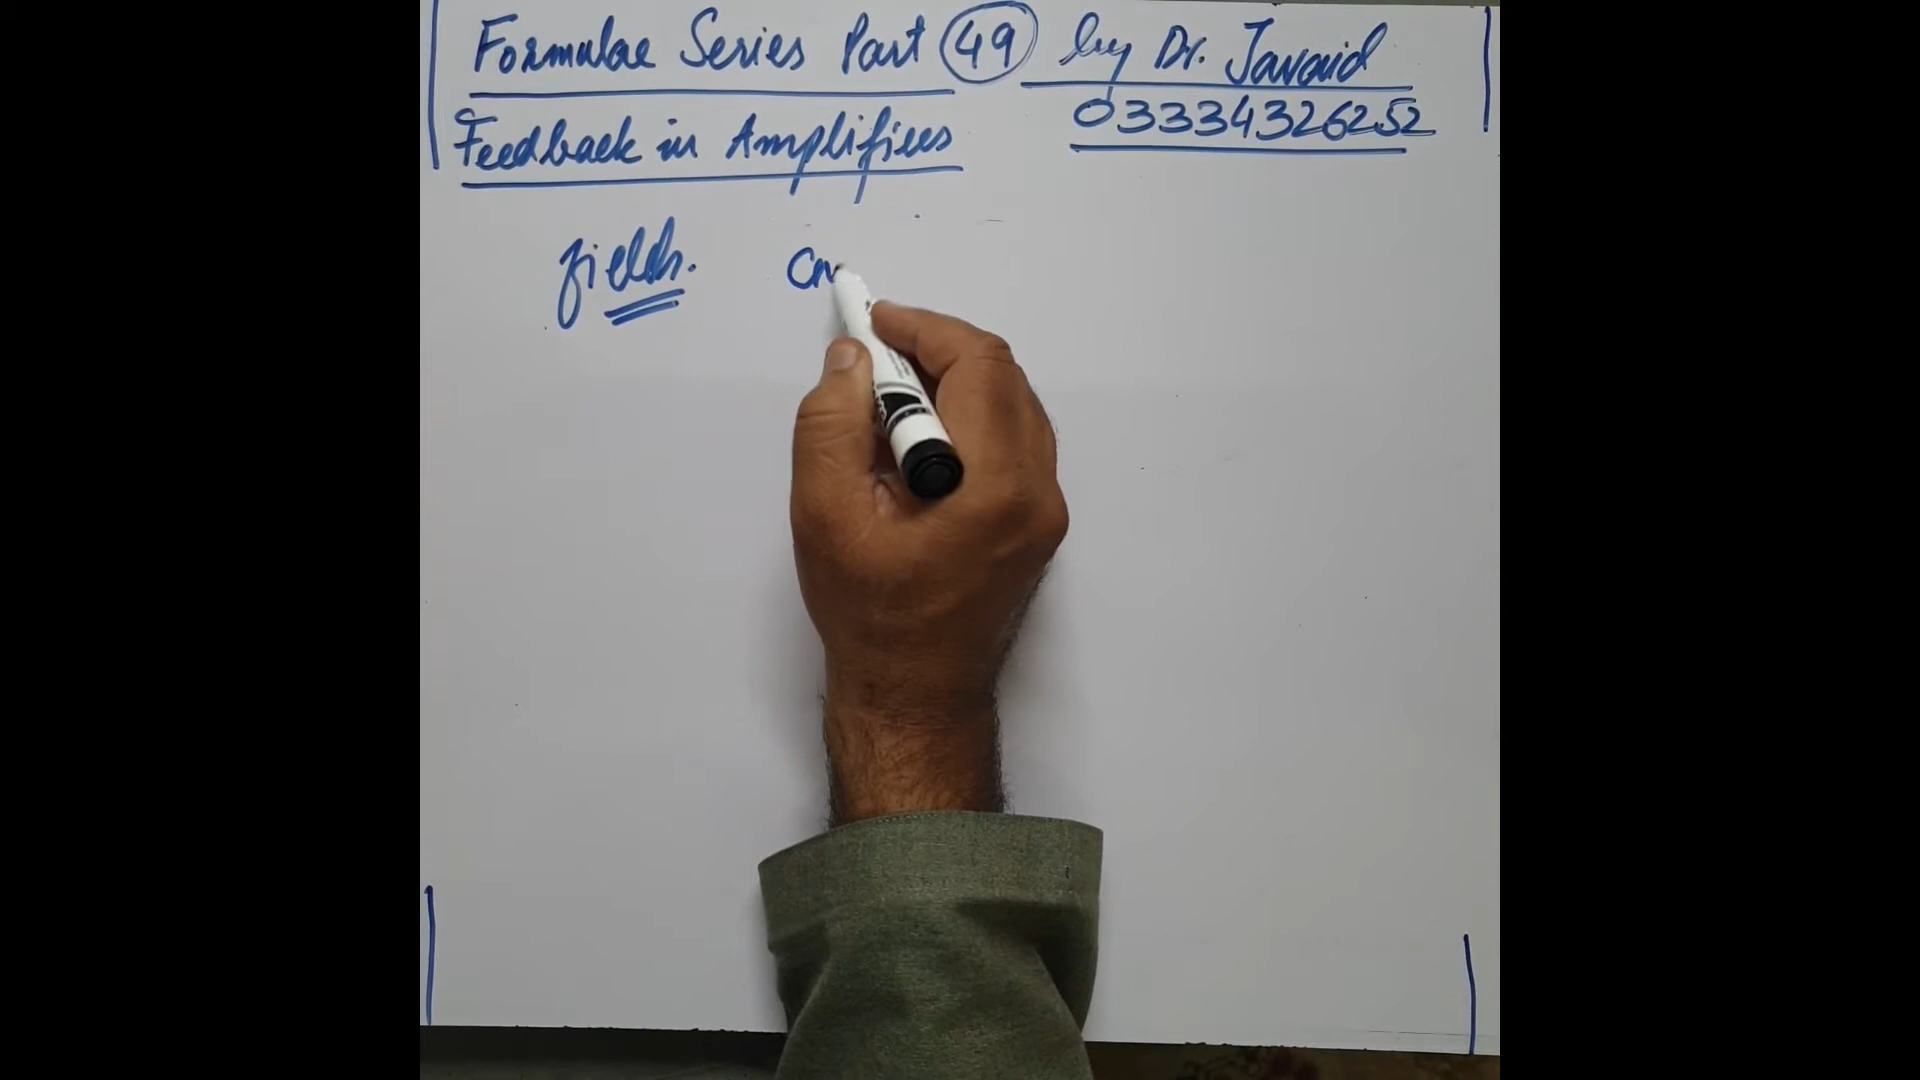 Formulae Series Part 49 by Dr. Javaid
03334326252
Feedback in Amplifiers
fields.